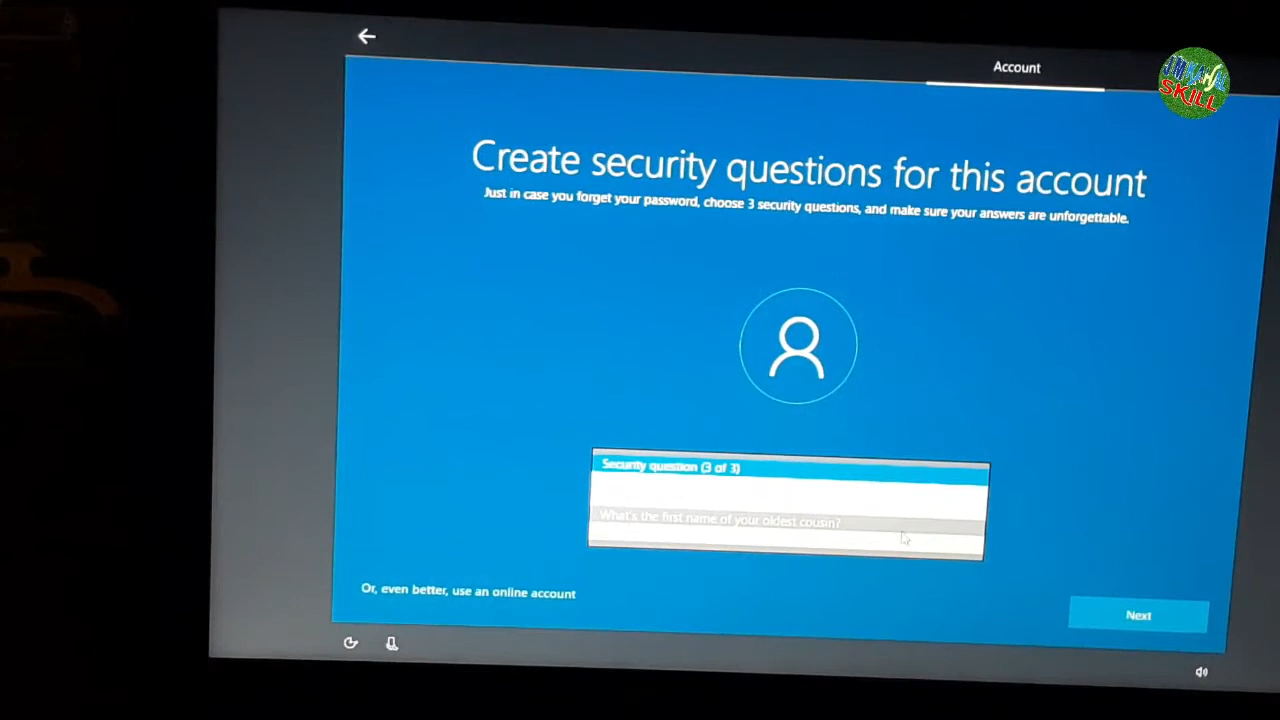 Account
Create security questions for this account
Just in case you forget your password, choose 3 security questions, and make sure your answers are unforgettable.
Security question (3 of 3)
What's the first name of your oldest cousin?
Or, even better, use an online account
Next
SKILL